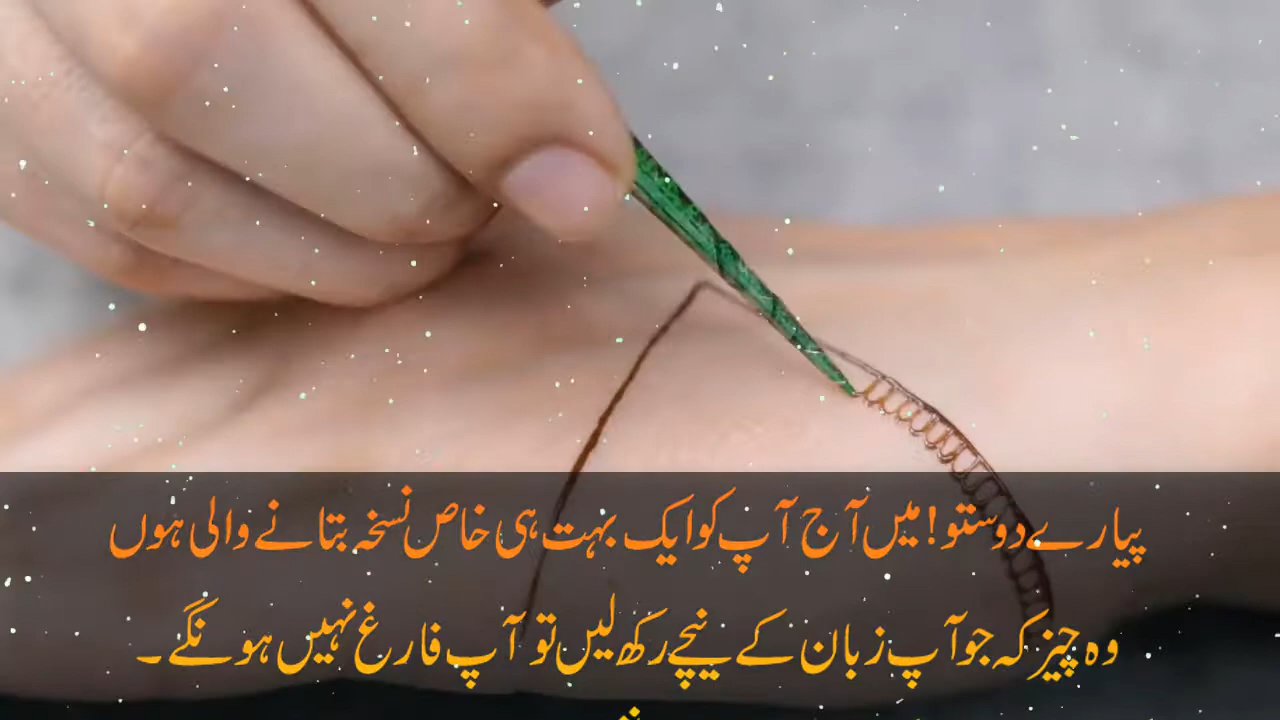 پیارے دوستو! میں آج آپ کو ایک بہت ہی خاص نسخہ بتانے والی ہوں
وہ چیز کہ جو آپ زبان کے نیچے رکھ لیں تو آپ فارغ نہیں ہونگے۔